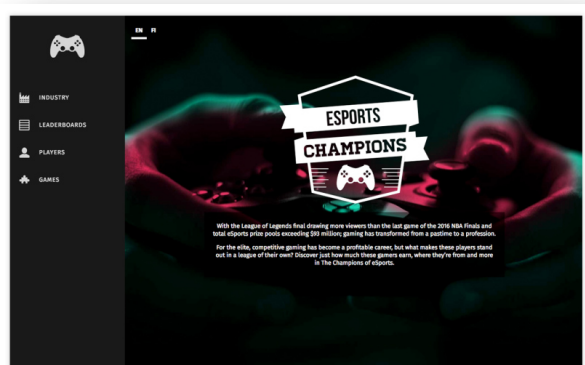 EN FI
INDUSTRY
LEADERBOARDS
PLAYERS
GAMES
ESPORTS
CHAMPIONS
With the League of Legends final drawing more viewers than the last game of the 2016 NBA Finals and
total eSports prize pools exceeding $93 million; gaming has transformed from a pastime to a profession.
For the elite, competitive gaming has become a profitable career, but what makes these players stand
out in a league of their own? Discover just how much these gamers earn, where they're from and more
in The Champions of eSports.